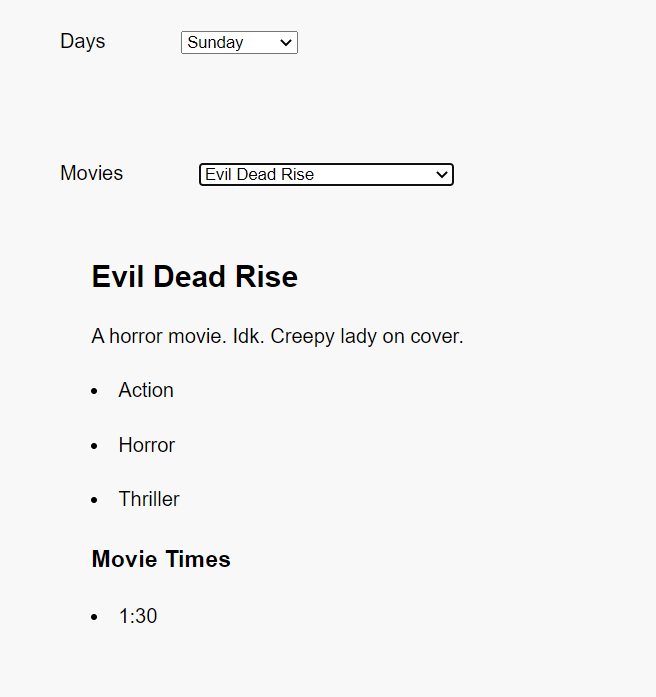 Days Sunday
Movies Evil Dead Rise
Evil Dead Rise
A horror movie. Idk. Creepy lady on cover.
Action
Horror
Thriller
Movie Times
1:30